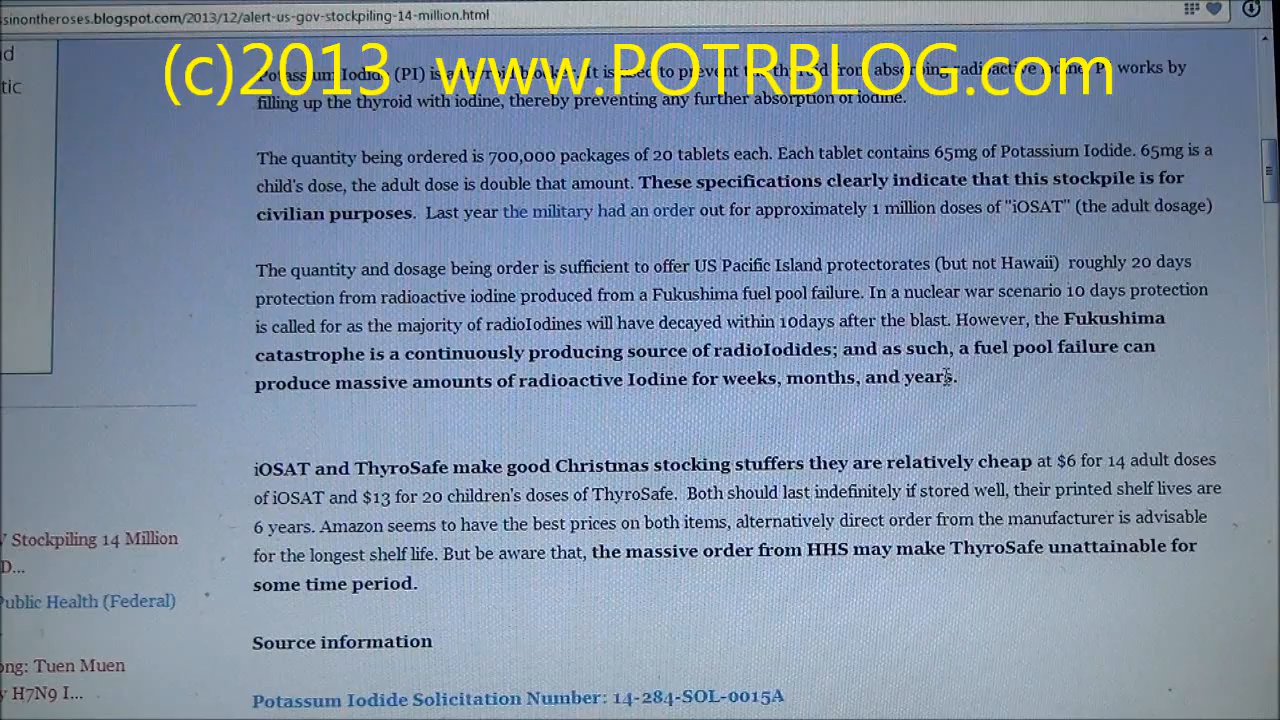 ssinontheroses.blogspot.com/2013/12/alert-us-gov-stockpiling-14-million.html
(c)2013 www.POTRBLOG.com
(PI) is a works by
filling up the thyroid with iodine, thereby preventing any further absorption of iodine.
The quantity being ordered is 700,000 packages of 20 tablets each. Each tablet contains 65mg of Potassium Iodide. 65mg is a
child's dose, the adult dose is double that amount. These specifications clearly indicate that this stockpile is for
civilian purposes. Last year the military had an order out for approximately 1 million doses of "iOSAT" (the adult dosage)
The quantity and dosage being order is sufficient to offer US Pacific Island protectorates (but not Hawaii) roughly 20 days
protection from radioactive iodine produced from a Fukushima fuel pool failure. In a nuclear war scenario 10 days protection
is called for as the majority of radioIodines will have decayed within 10days after the blast. However, the Fukushima
catastrophe is a continuously producing source of radioIodides; and as such, a fuel pool failure can
produce massive amounts of radioactive Iodine for weeks, months, and years.
iOSAT and ThyroSafe make good Christmas stocking stuffers they are relatively cheap at $6 for 14 adult doses
of iOSAT and $13 for 20 children's doses of ThyroSafe. Both should last indefinitely if stored well, their printed shelf lives are
6 years. Amazon seems to have the best prices on both items, alternatively direct order from the manufacturer is advisable
for the longest shelf life. But be aware that, the massive order from HHS may make ThyroSafe unattainable for
some time period.
Source information
Potassum Iodide Solicitation Number: 14-284-SOL-0015A
d
tic
V Stockpiling 14 Million
D...
Public Health (Federal)
ong: Tuen Muen
y H7N9 I...